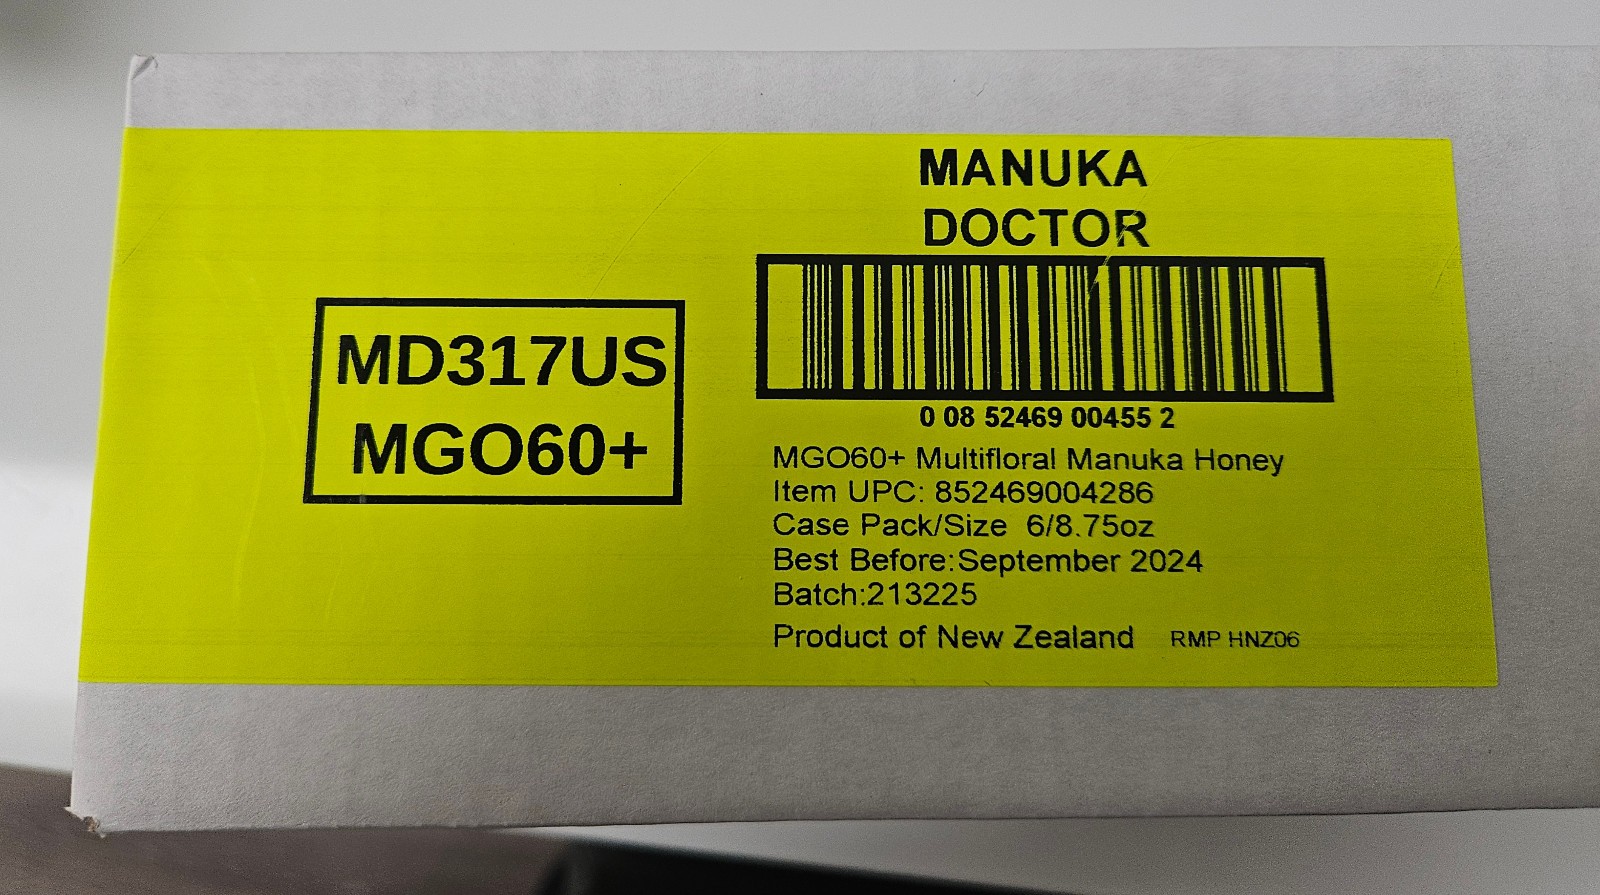 MANUKA
DOCTOR
MD317US
MGO60+
0 08 52469 00455 2
MGO60+ Multifloral Manuka Honey
Item UPC: 852469004286
Case Pack/Size 6/8.75oz
Best Before:September 2024
Batch:213225
Product of New Zealand RMP HNZ06